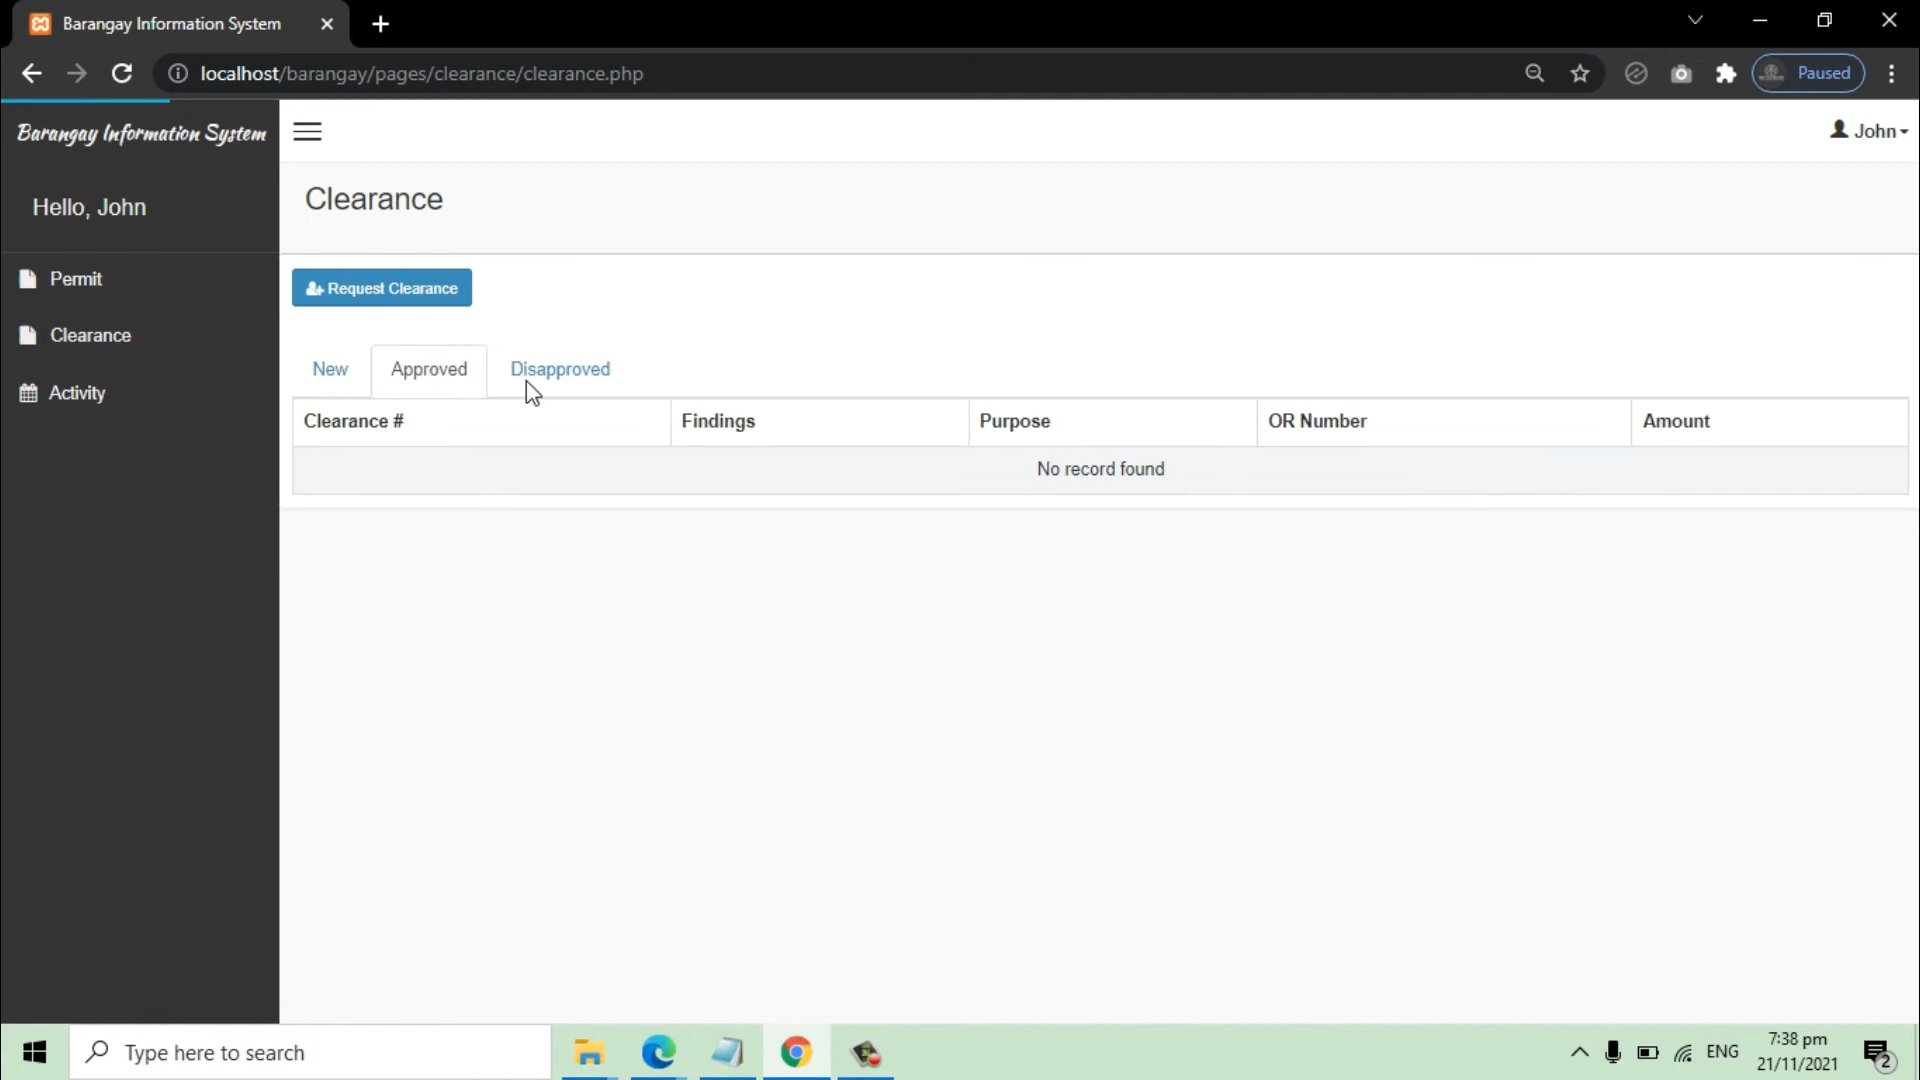 Barangay Information System
localhost/barangay/pages/clearance/clearance.php
Paused
Barangay Information System
John
Hello, John
Clearance
Permit
Clearance
Activity
Request Clearance
New Approved Disapproved
Clearance # Findings Purpose OR Number Amount
No record found
Type here to search
ENG
7:38 pm
21/11/2021
2